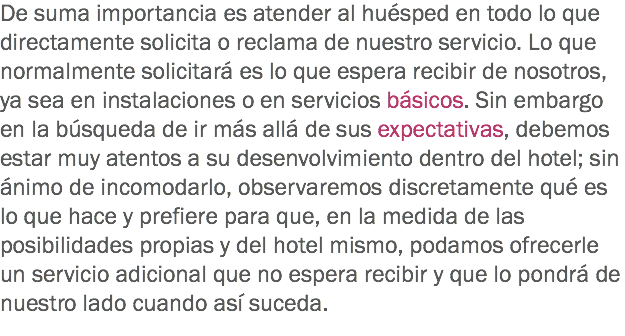 De suma importancia es atender al huésped en todo lo que
directamente solicita o reclama de nuestro servicio. Lo que
normalmente solicitará es lo que espera recibir de nosotros,
ya sea en instalaciones o en servicios básicos. Sin embargo
en la búsqueda de ir más allá de sus expectativas, debemos
estar muy atentos a su desenvolvimiento dentro del hotel; sin
ánimo de incomodarlo, observaremos discretamente qué es
lo que hace y prefiere para que, en la medida de las
posibilidades propias y del hotel mismo, podamos ofrecerle
un servicio adicional que no espera recibir y que lo pondrá de
nuestro lado cuando así suceda.